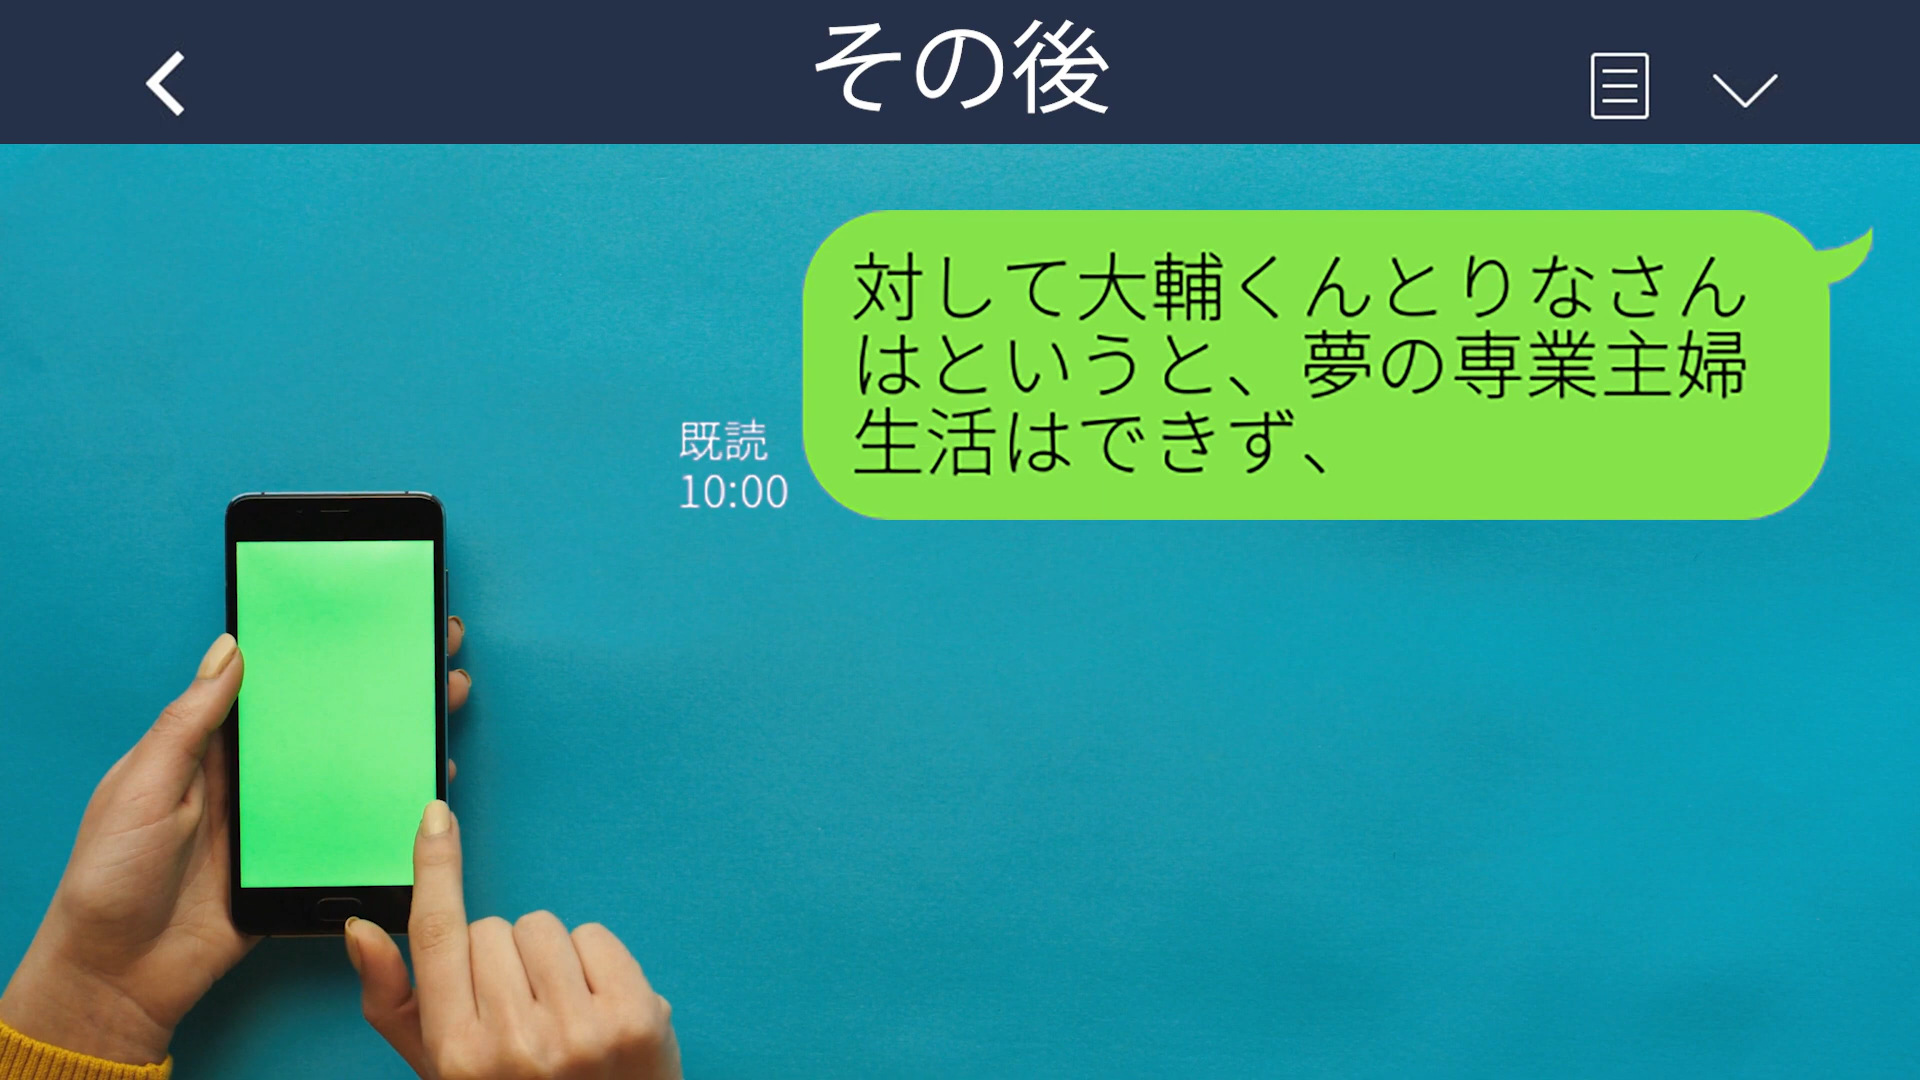 その後
対して大輔くんとりなさん
はというと、夢の専業主婦
生活はできず、
既読
10:00